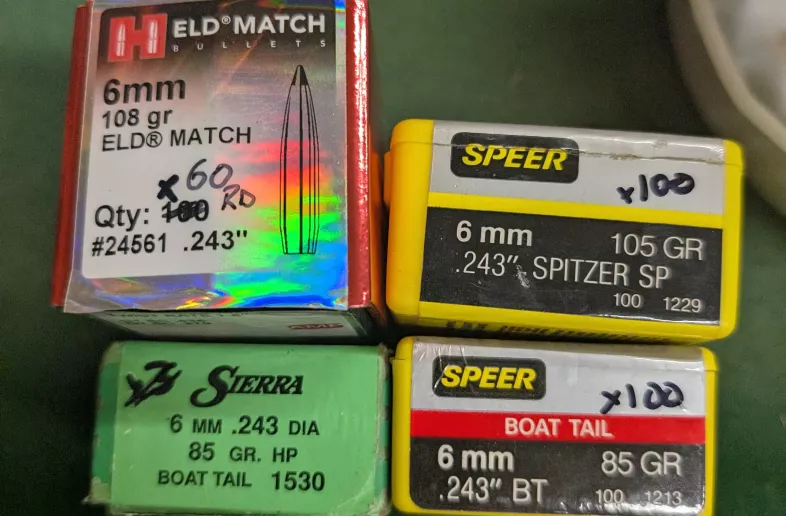 H ELD® MATCH
BULLETS
6mm
108 gr
ELD® MATCH
x 60
Qty: 100 RD
#24561 .243"
SPEER
x100
6 mm 105 GR
.243" SPITZER SP
100 1229
SIERRA
6 MM .243 DIA
85 GR. HP
BOAT TAIL 1530
SPEER
x100
BOAT TAIL
6 mm 85 GR
.243" BT 100 1213